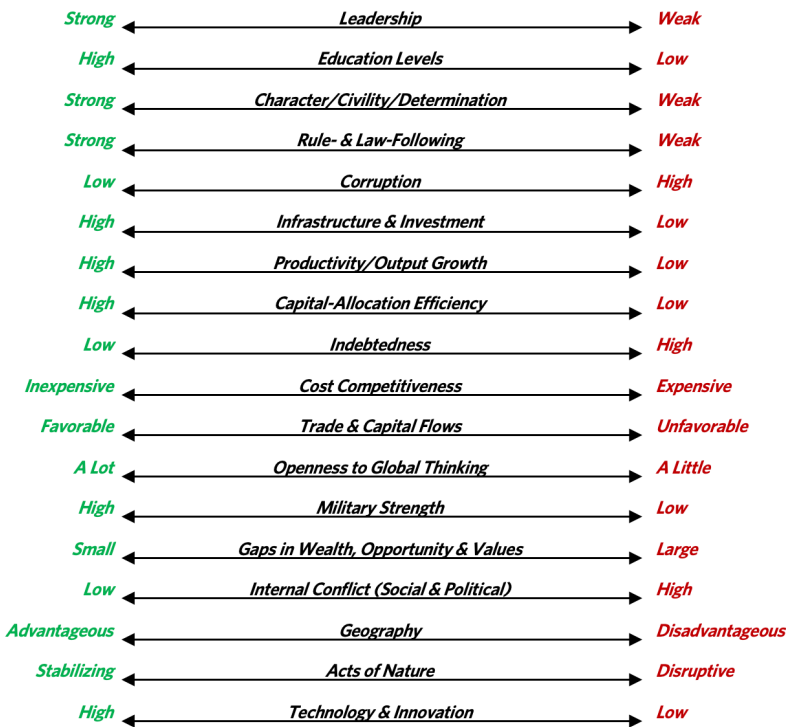 Strong Leadership Weak
High Education Levels Low
Strong Character/Civility/Determination Weak
Strong Rule- & Law-Following Weak
Low Corruption High
High Infrastructure & Investment Low
High Productivity/Output Growth Low
High Capital-Allocation Efficiency Low
Low Indebtedness High
Inexpensive Cost Competitiveness Expensive
Favorable Trade & Capital Flows Unfavorable
A Lot Openness to Global Thinking A Little
High Military Strength Low
Small Gaps in Wealth, Opportunity & Values Large
Low Internal Conflict (Social & Political) High
Advantageous Geography Disadvantageous
Stabilizing Acts of Nature Disruptive
High Technology & Innovation Low